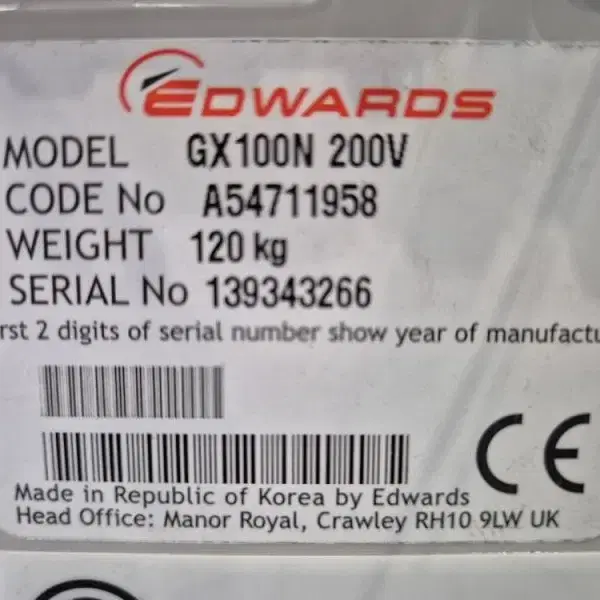 EDWARDS
MODEL GX100N 200V
CODE No A54711958
WEIGHT 120 kg
SERIAL No 139343266
rst 2 digits of serial number show year of manufactu
CE
Made in Republic of Korea by Edwards
Head Office: Manor Royal, Crawley RH10 9LW UK